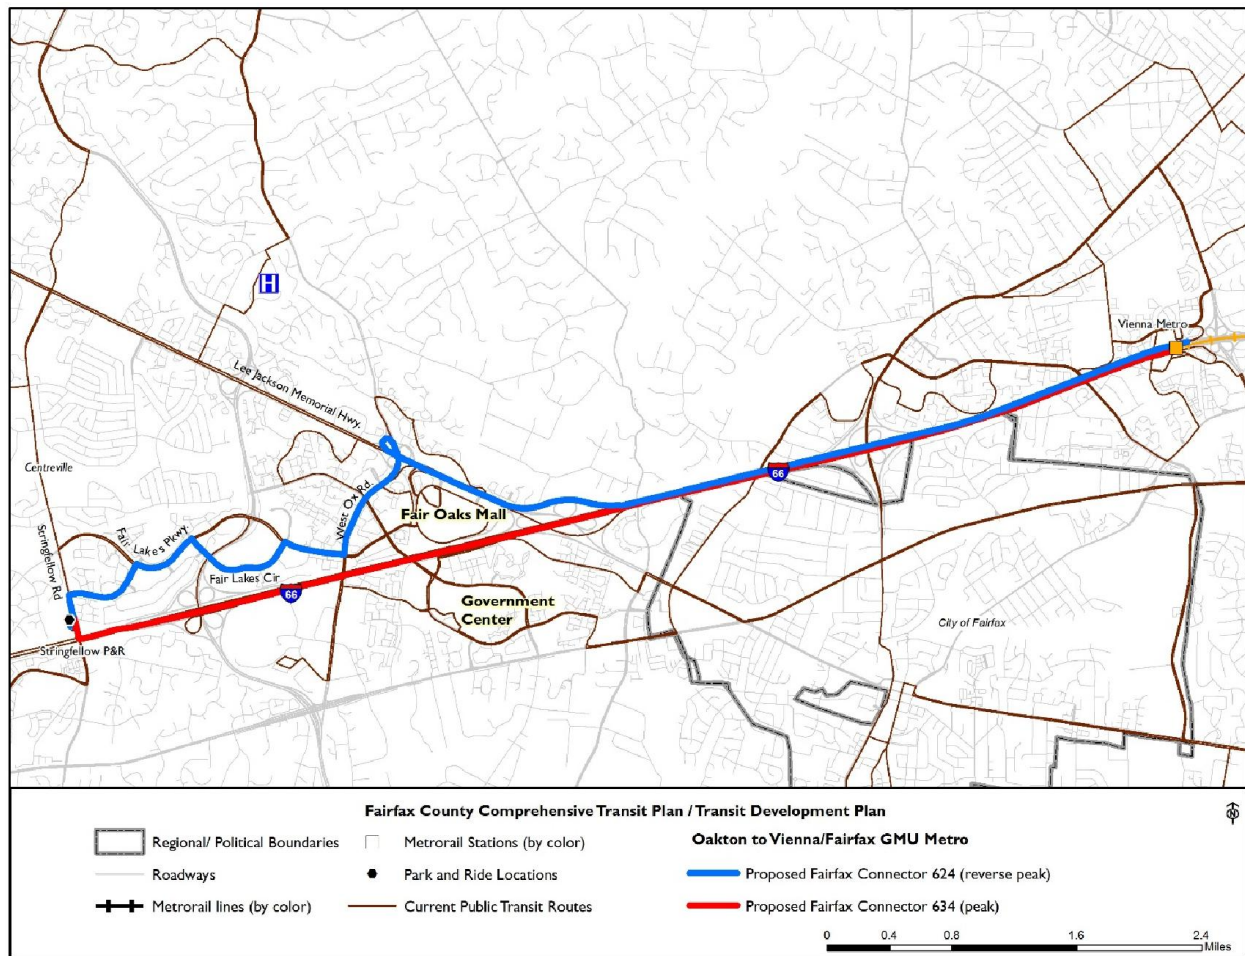 H
Vienna Metro
Lee Jackson Memorial Hwy.
Centreville
66
West Ox Rd.
Fair Oaks Mall
Stringfellow Rd
Fair Lakes Pkwy.
Fair Lakes Cir
66
Government
Center
City of Fairfax
Stringfellow P&R
Fairfax County Comprehensive Transit Plan / Transit Development Plan
N
Regional/ Political Boundaries
Metrorail Stations (by color)
Oakton to Vienna/Fairfax GMU Metro
Roadways
Park and Ride Locations
Proposed Fairfax Connector 624 (reverse peak)
Metrorail lines (by color)
Current Public Transit Routes
Proposed Fairfax Connector 634 (peak)
0 0.4 0.8 1.6 2.4
Miles